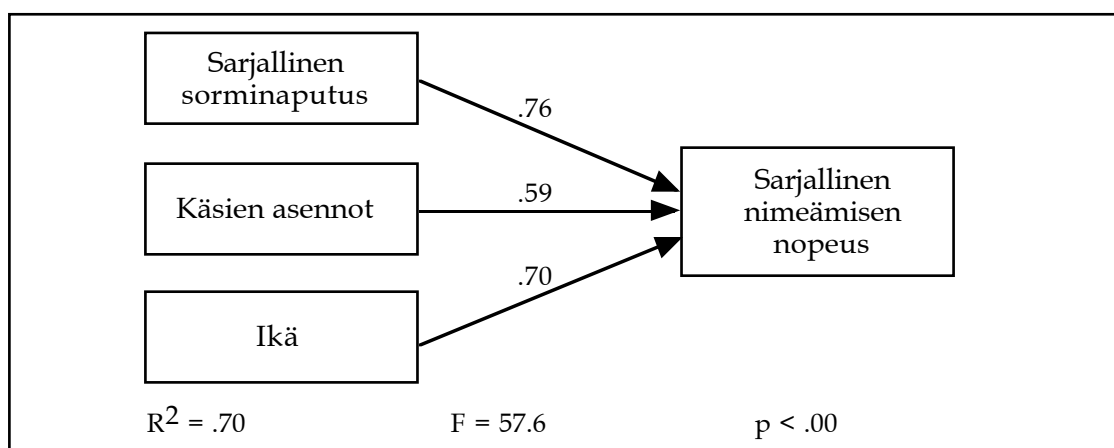 Sarjallinen
sorminaputus
.76
Käsien asennot
.59
Sarjallinen
nimeämisen
nopeus
.70
Ikä
R2 = .70 F = 57.6 p < .00